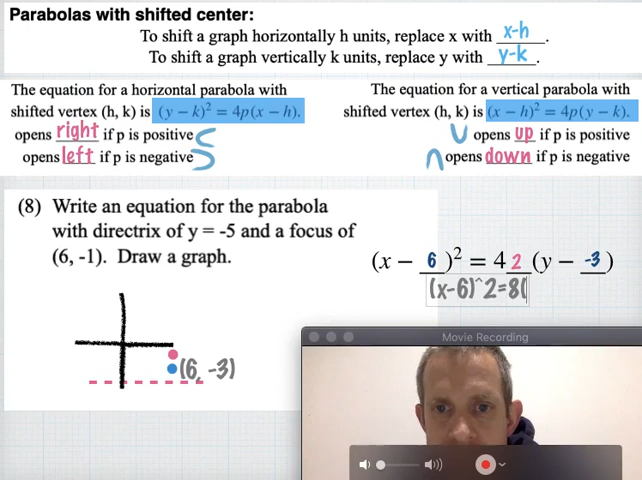 Parabolas with shifted center:
To shift a graph horizontally h units, replace x with x-h.
To shift a graph vertically k units, replace y with y-k.
The equation for a horizontal parabola with
shifted vertex (h, k) is (y − k)² = 4p(x − h).
opens right if p is positive
opens left if p is negative
The equation for a vertical parabola with
shifted vertex (h, k) is (x − h)² = 4p(y − k).
opens up if p is positive
opens down if p is negative
(8) Write an equation for the parabola
with directrix of y = -5 and a focus of
(6, -1). Draw a graph.
(x − 6)² = 4 2 (y − -3)
(x-6)^2=8(
(6, -3)
Movie Recording